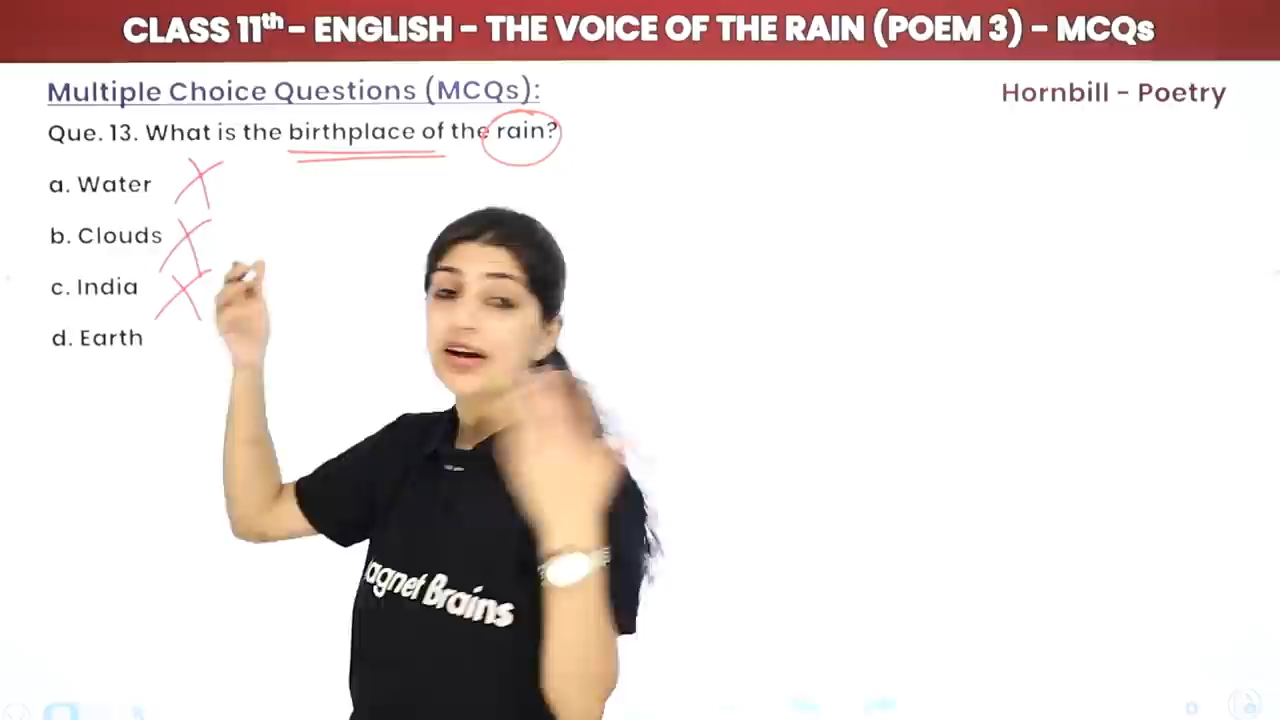 CLASS 11th - ENGLISH - THE VOICE OF THE RAIN (POEM 3) - MCQs
Multiple Choice Questions (MCQs):
Hornbill - Poetry
Que. 13. What is the birthplace of the rain?
a. Water
b. Clouds
c. India
d. Earth
agnet Brains